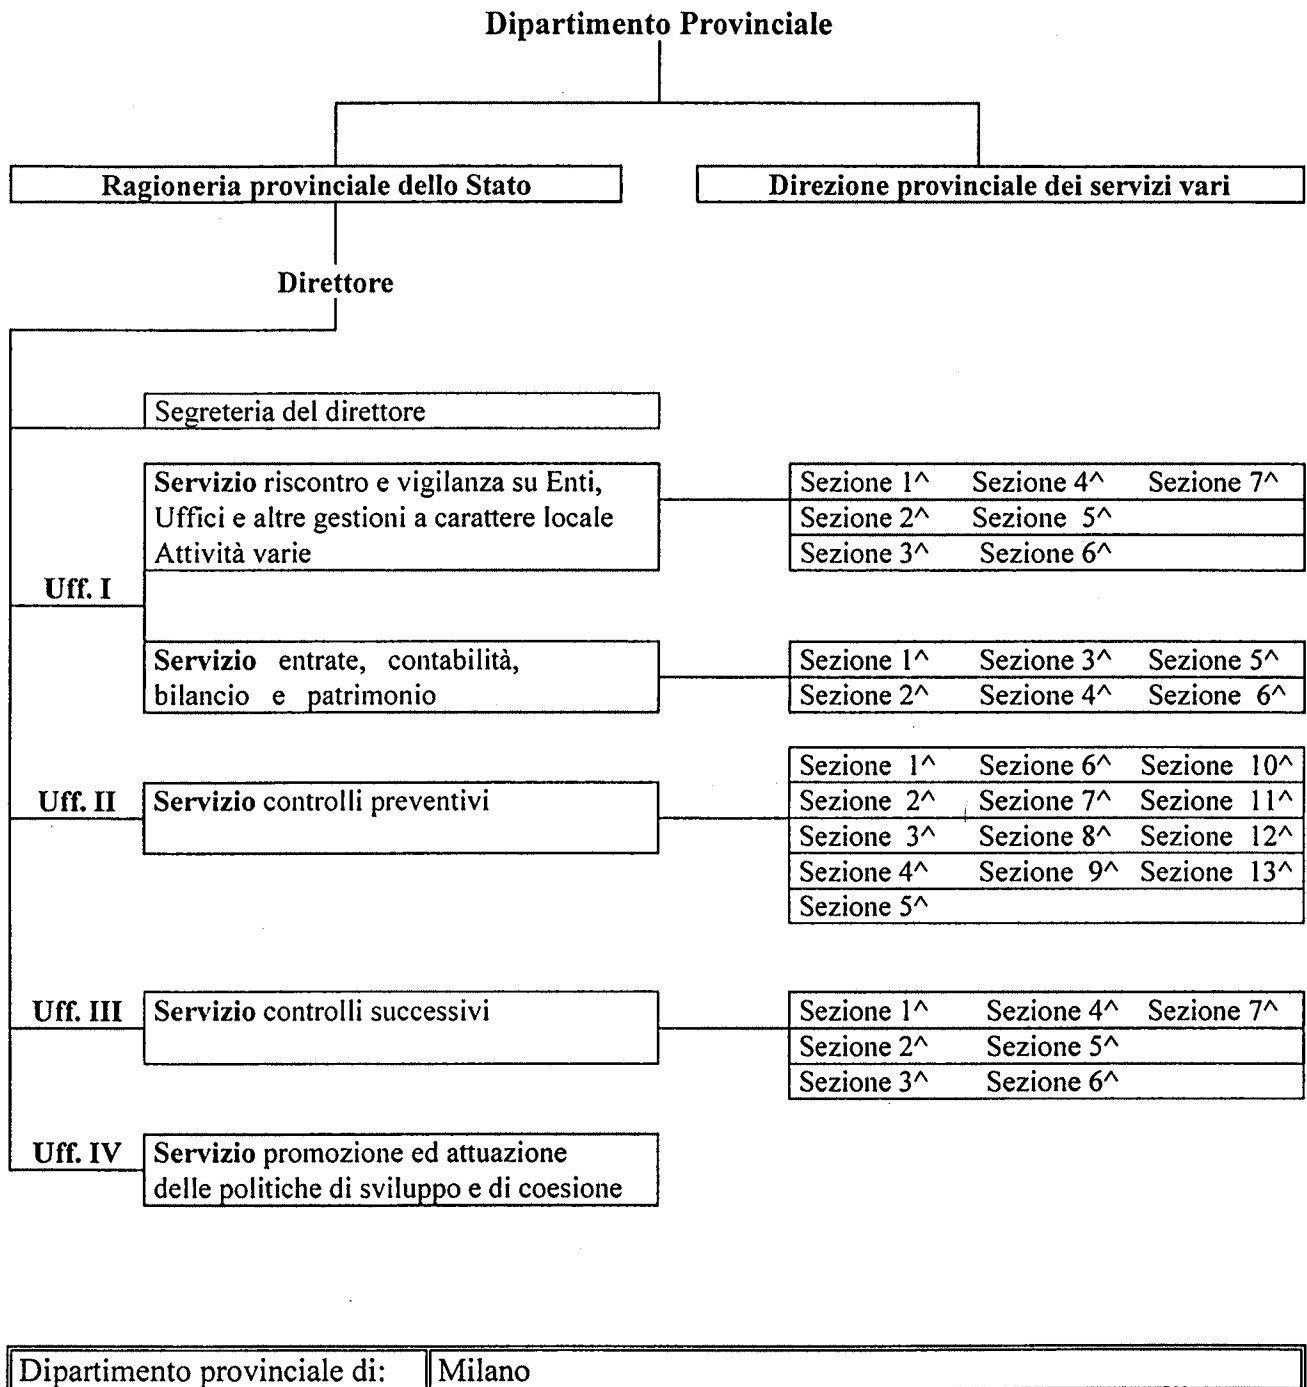 Dipartimento Provinciale
Ragioneria provinciale dello Stato
Direzione provinciale dei servizi vari
Direttore
Segreteria del direttore
Servizio riscontro e vigilanza su Enti,
Uffici e altre gestioni a carattere locale
Attività varie
Sezione 1^ Sezione 4^ Sezione 7^
Sezione 2^ Sezione 5^
Sezione 3^ Sezione 6^
Uff. I
Servizio entrate, contabilità,
bilancio e patrimonio
Sezione 1^ Sezione 3^ Sezione 5^
Sezione 2^ Sezione 4^ Sezione 6^
Uff. II
Servizio controlli preventivi
Sezione 1^ Sezione 6^ Sezione 10^
Sezione 2^ Sezione 7^ Sezione 11^
Sezione 3^ Sezione 8^ Sezione 12^
Sezione 4^ Sezione 9^ Sezione 13^
Sezione 5^
Uff. III
Servizio controlli successivi
Sezione 1^ Sezione 4^ Sezione 7^
Sezione 2^ Sezione 5^
Sezione 3^ Sezione 6^
Uff. IV
Servizio promozione ed attuazione
delle politiche di sviluppo e di coesione
Dipartimento provinciale di: Milano